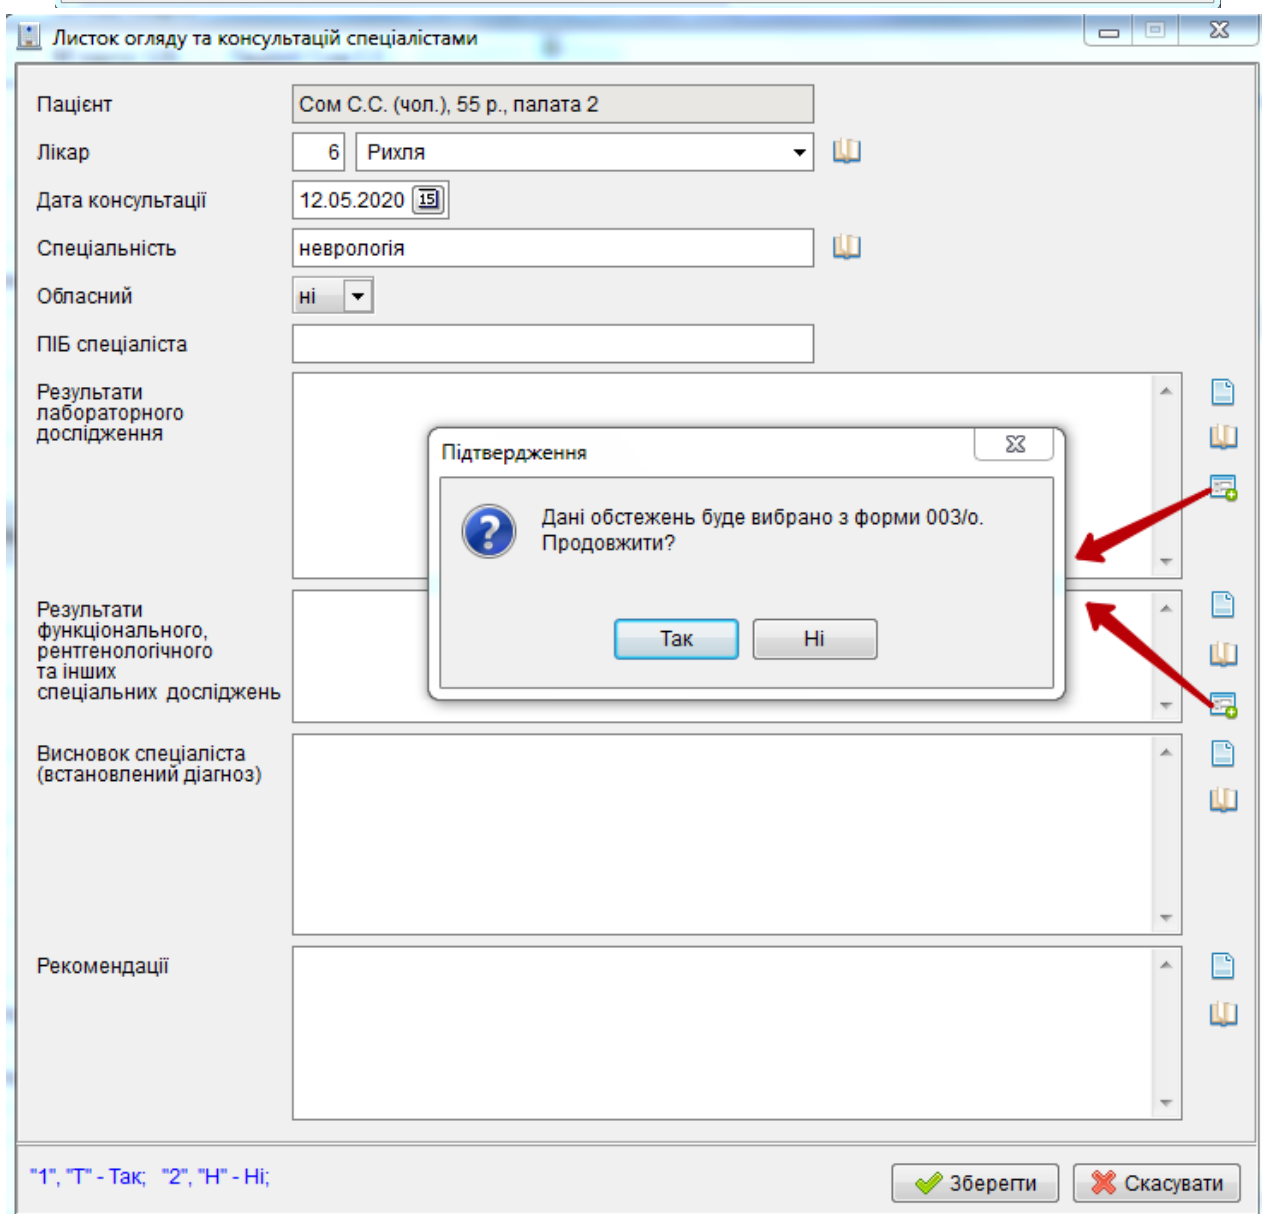 Листок огляду та консультацій спеціалістами
Пацієнт
Сом С.С. (чол.), 55 р., палата 2
Лікар
6 Рихля
Дата консультації
12.05.2020 15
Спеціальність
неврологія
Обласний
ні
ПІБ спеціаліста
Результати
лабораторного
дослідження
Підтвердження
Дані обстежень буде вибрано з форми 003/о.
Продовжити?
Так
Ні
Результати
функціонального,
рентгенологічного
та інших
спеціальних досліджень
Висновок спеціаліста
(встановлений діагноз)
Рекомендації
"1", "Т" - Так; "2", "Н" - Ні;
Зберегти
Скасувати